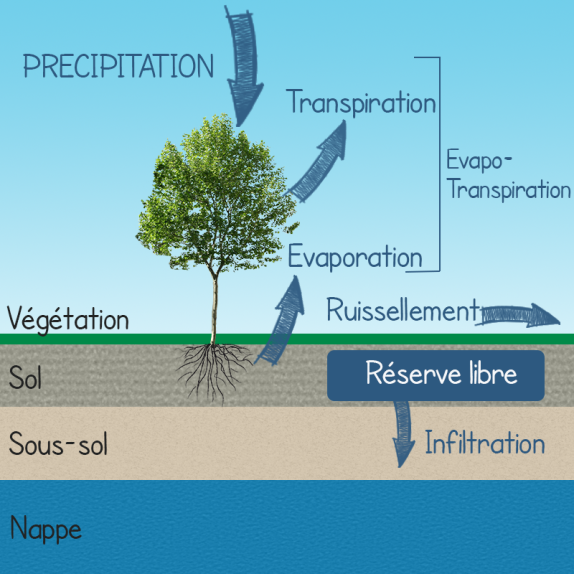 PRECIPITATION
Transpiration
Evapo-
Transpiration
Evaporation
Ruissellement
Végétation
Sol
Réserve libre
Sous-sol
Infiltration
Nappe